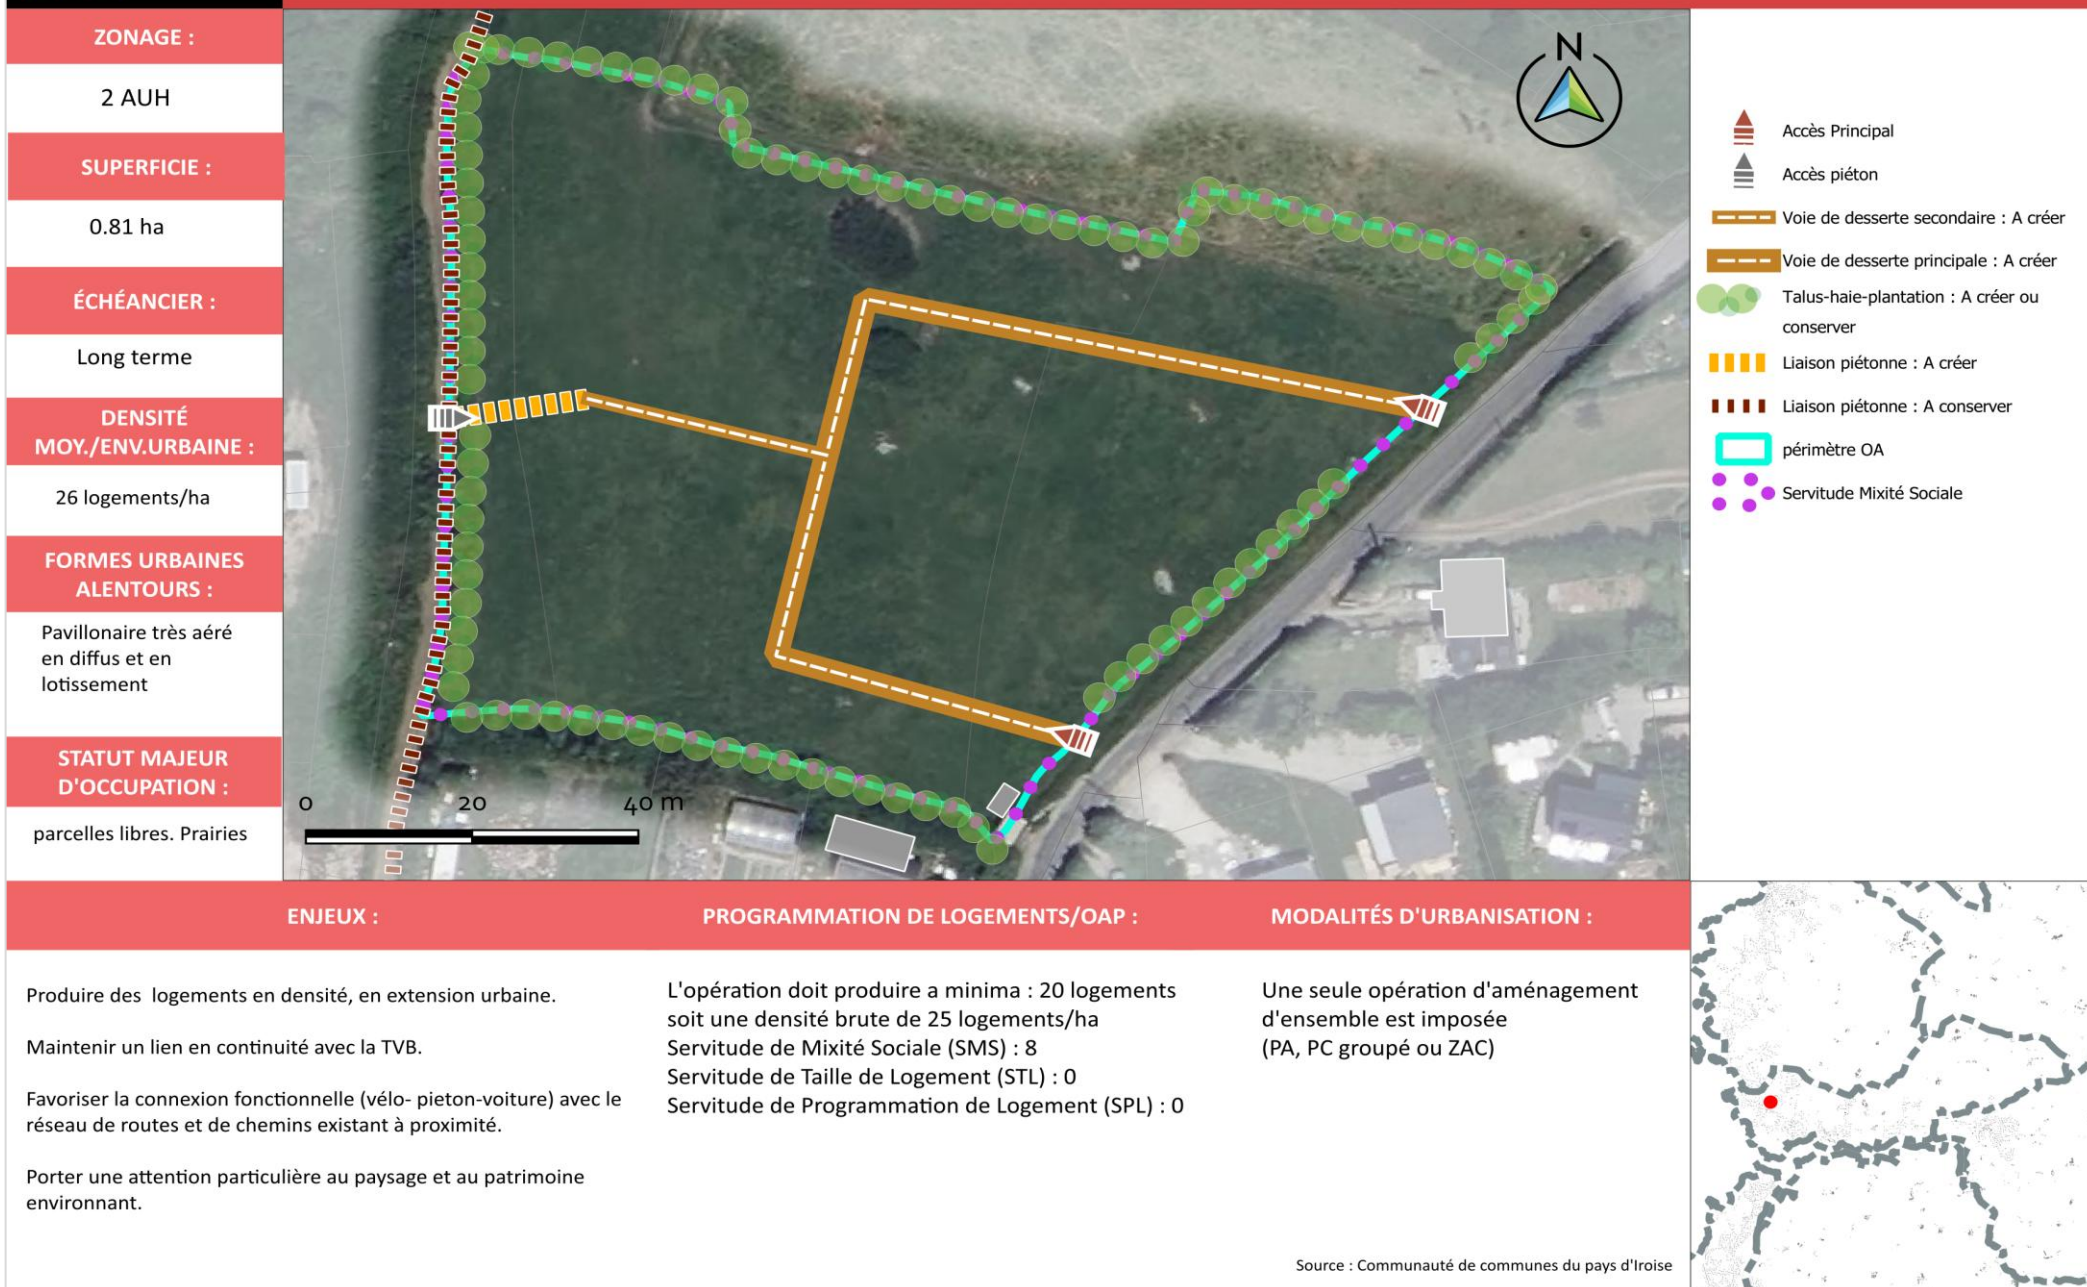 ZONAGE :
2 AUH
SUPERFICIE :
0.81 ha
ÉCHÉANCIER :
Long terme
DENSITÉ
MOY./ENV.URBAINE :
26 logements/ha
FORMES URBAINES
ALENTOURS :
Pavillonaire très aéré
en diffus et en
lotissement
STATUT MAJEUR
D'OCCUPATION :
parcelles libres. Prairies
N
0 20 40 m
Accès Principal
Accès piéton
Voie de desserte secondaire : A créer
Voie de desserte principale : A créer
Talus-haie-plantation : A créer ou
conserver
Liaison piétonne : A créer
Liaison piétonne : A conserver
périmètre OA
Servitude Mixité Sociale
ENJEUX :
Produire des  logements en densité, en extension urbaine.
Maintenir un lien en continuité avec la TVB.
Favoriser la connexion fonctionnelle (vélo- pieton-voiture) avec le
réseau de routes et de chemins existant à proximité.
Porter une attention particulière au paysage et au patrimoine
environnant.
PROGRAMMATION DE LOGEMENTS/OAP :
L'opération doit produire a minima : 20 logements
soit une densité brute de 25 logements/ha
Servitude de Mixité Sociale (SMS) : 8
Servitude de Taille de Logement (STL) : 0
Servitude de Programmation de Logement (SPL) : 0
MODALITÉS D'URBANISATION :
Une seule opération d'aménagement
d'ensemble est imposée
(PA, PC groupé ou ZAC)
Source : Communauté de communes du pays d'Iroise